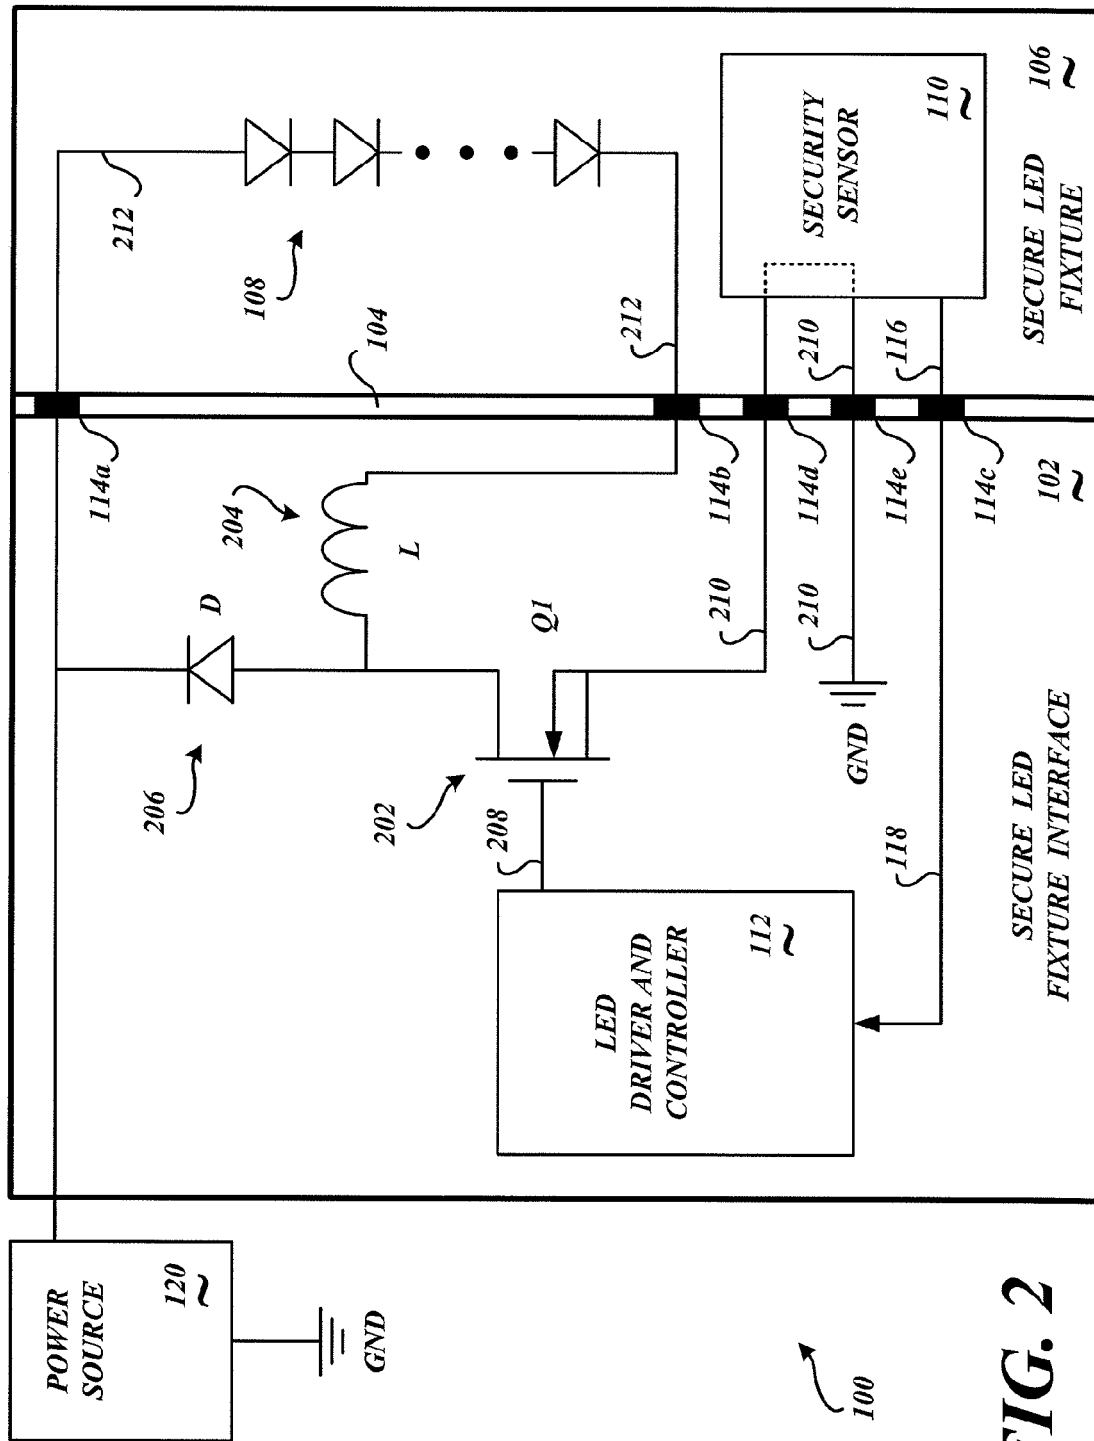 POWER
SOURCE
120
GND
100
FIG. 2
LED
DRIVER AND
CONTROLLER
112
208
202
206
D
204
L
Q1
210
210
GND
118
SECURE LED
FIXTURE INTERFACE
102
114a
114b
114d
114e
114c
104
212
108
212
210
116
SECURITY
SENSOR
110
SECURE LED
FIXTURE
106